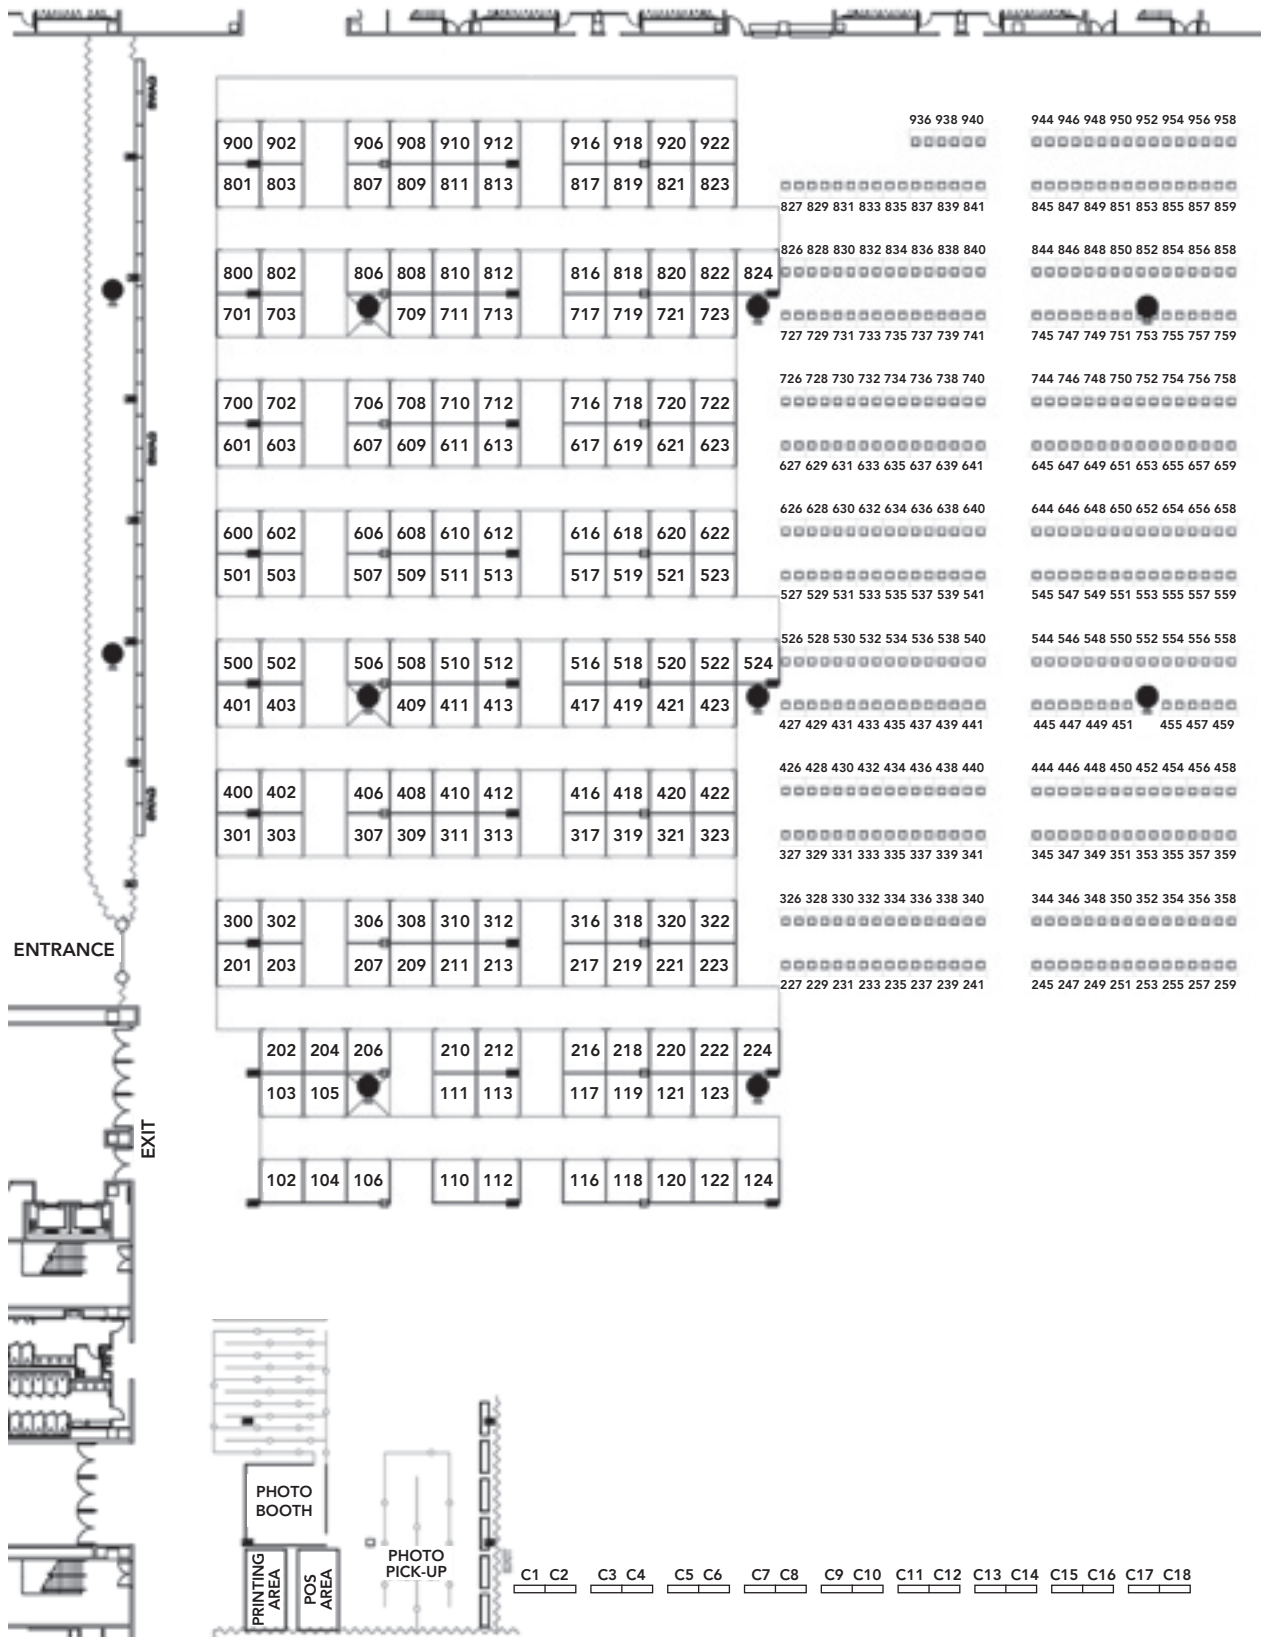 SWAG
936 938 940 944 946 948 950 952 954 956 958
900 902 906 908 910 912 916 918 920 922
801 803 807 809 811 813 817 819 821 823
827 829 831 833 835 837 839 841 845 847 849 851 853 855 857 859
826 828 830 832 834 836 838 840 844 846 848 850 852 854 856 858
800 802 806 808 810 812 816 818 820 822 824
701 703 709 711 713 717 719 721 723
727 729 731 733 735 737 739 741 745 747 749 751 753 755 757 759
726 728 730 732 734 736 738 740 744 746 748 750 752 754 756 758
700 702 706 708 710 712 716 718 720 722
SWAG
601 603 607 609 611 613 617 619 621 623
627 629 631 633 635 637 639 641 645 647 649 651 653 655 657 659
626 628 630 632 634 636 638 640 644 646 648 650 652 654 656 658
600 602 606 608 610 612 616 618 620 622
501 503 507 509 511 513 517 519 521 523
527 529 531 533 535 537 539 541 545 547 549 551 553 555 557 559
526 528 530 532 534 536 538 540 544 546 548 550 552 554 556 558
500 502 506 508 510 512 516 518 520 522 524
401 403 409 411 413 417 419 421 423
427 429 431 433 435 437 439 441 445 447 449 451 455 457 459
426 428 430 432 434 436 438 440 444 446 448 450 452 454 456 458
400 402 406 408 410 412 416 418 420 422
SWAG
301 303 307 309 311 313 317 319 321 323
327 329 331 333 335 337 339 341 345 347 349 351 353 355 357 359
326 328 330 332 334 336 338 340 344 346 348 350 352 354 356 358
300 302 306 308 310 312 316 318 320 322
ENTRANCE
201 203 207 209 211 213 217 219 221 223
227 229 231 233 235 237 239 241 245 247 249 251 253 255 257 259
202 204 206 210 212 216 218 220 222 224
103 105 111 113 117 119 121 123
EXIT
102 104 106 110 112 116 118 120 122 124
PHOTO
BOOTH
PRINTING
AREA
POS
AREA
PHOTO
PICK-UP
C1 C2 C3 C4 C5 C6 C7 C8 C9 C10 C11 C12 C13 C14 C15 C16 C17 C18